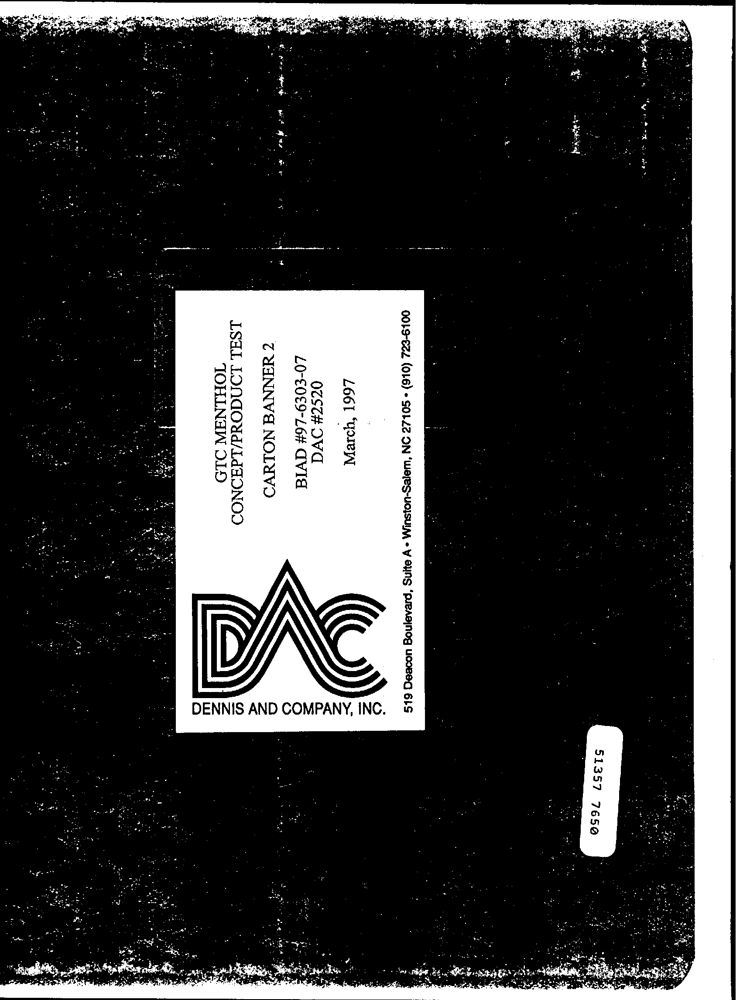 GTC MENTHOL
CONCEPT/PRODUCT TEST
CARTON BANNER 2
BIAD #97-6303-07
DAC #2520
March, 1997
DAC
DENNIS AND COMPANY, INC.
519 Deacon Boulevard, Suite A • Winston-Salem, NC 27105 • (910) 723-6100
51357 7650